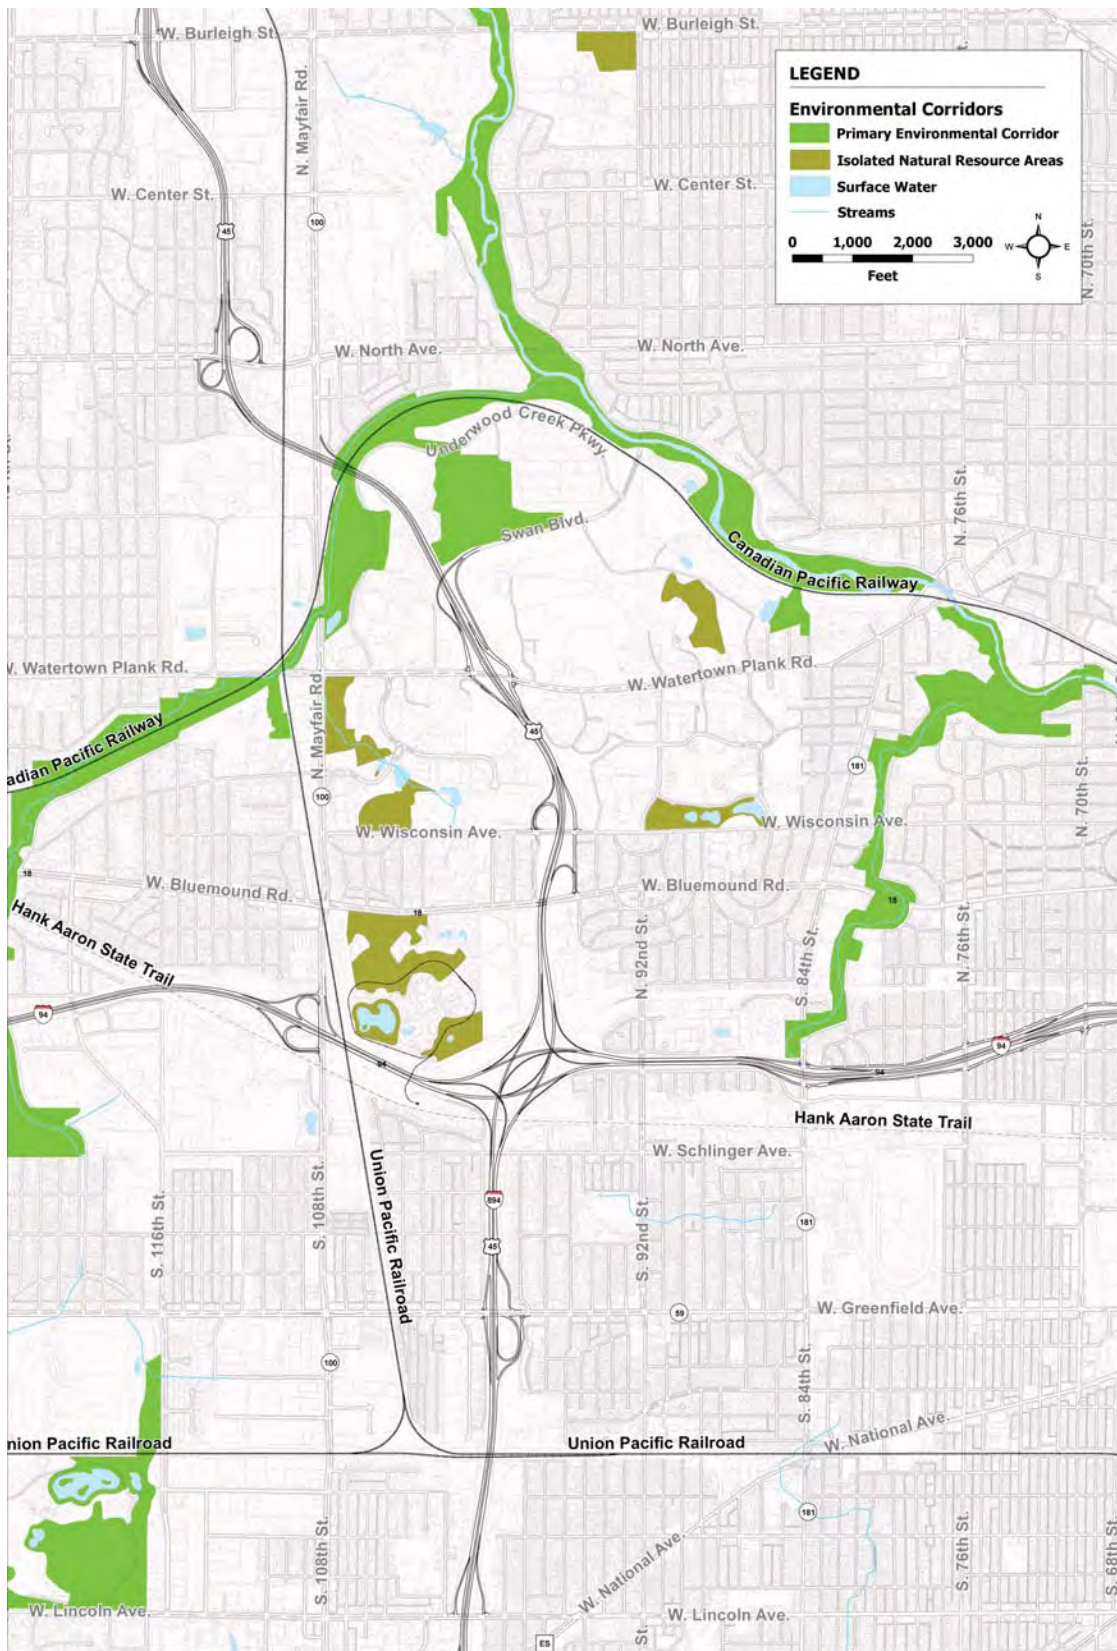 W. Burleigh St.
W. Burleigh St.
LEGEND
Environmental Corridors
Primary Environmental Corridor
Isolated Natural Resource Areas
Surface Water
Streams
0 1,000 2,000 3,000
Feet
N
W
E
S
N. Mayfair Rd.
W. Center St.
W. Center St.
45
100
N. 70th St.
W. North Ave.
W. North Ave.
Underwood Creek Pkwy.
Swan Blvd.
N. 76th St.
Canadian Pacific Railway
W. Watertown Plank Rd.
W. Watertown Plank Rd.
adian Pacific Railway
N. Mayfair Rd.
45
181
100
N. 70th St.
W. Wisconsin Ave.
W. Wisconsin Ave.
18
W. Bluemound Rd.
W. Bluemound Rd.
18
18
Hank Aaron State Trail
N. 92nd St.
S. 84th St.
N. 76th St.
94
94
94
94
Hank Aaron State Trail
W. Schlinger Ave.
Union Pacific Railroad
S. 116th St.
S. 108th St.
894
45
S. 92nd St.
181
W. Greenfield Ave.
59
100
S. 84th St.
nion Pacific Railroad
Union Pacific Railroad
W. National Ave.
181
S. 108th St.
W. National Ave.
S. 76th St.
S. 68th St.
W. Lincoln Ave.
W. Lincoln Ave.
ES
St.